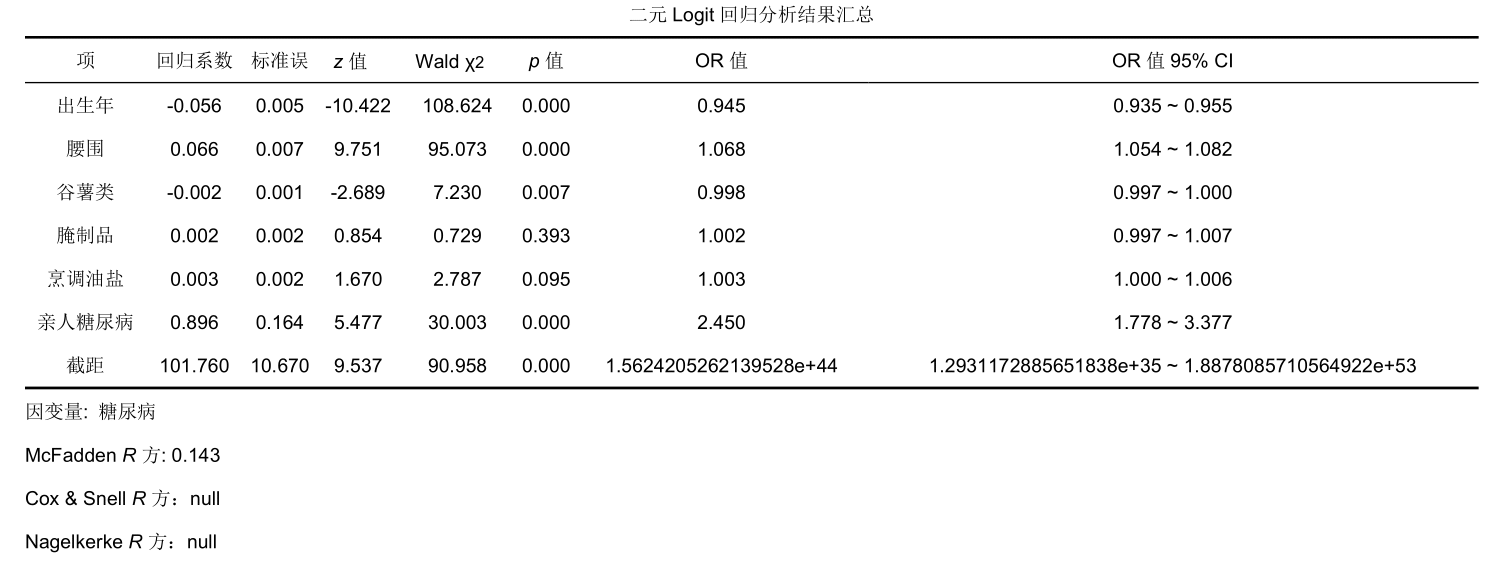 二元 Logit 回归分析结果汇总
项 回归系数 标准误 z 值 Wald χ2 p 值 OR 值 OR 值 95% CI
出生年 -0.056 0.005 -10.422 108.624 0.000 0.945 0.935 ~ 0.955
腰围 0.066 0.007 9.751 95.073 0.000 1.068 1.054 ~ 1.082
谷薯类 -0.002 0.001 -2.689 7.230 0.007 0.998 0.997 ~ 1.000
腌制品 0.002 0.002 0.854 0.729 0.393 1.002 0.997 ~ 1.007
烹调油盐 0.003 0.002 1.670 2.787 0.095 1.003 1.000 ~ 1.006
亲人糖尿病 0.896 0.164 5.477 30.003 0.000 2.450 1.778 ~ 3.377
截距 101.760 10.670 9.537 90.958 0.000 1.5624205262139528e+44 1.2931172885651838e+35 ~ 1.8878085710564922e+53
因变量: 糖尿病
McFadden R 方: 0.143
Cox & Snell R 方：null
Nagelkerke R 方：null